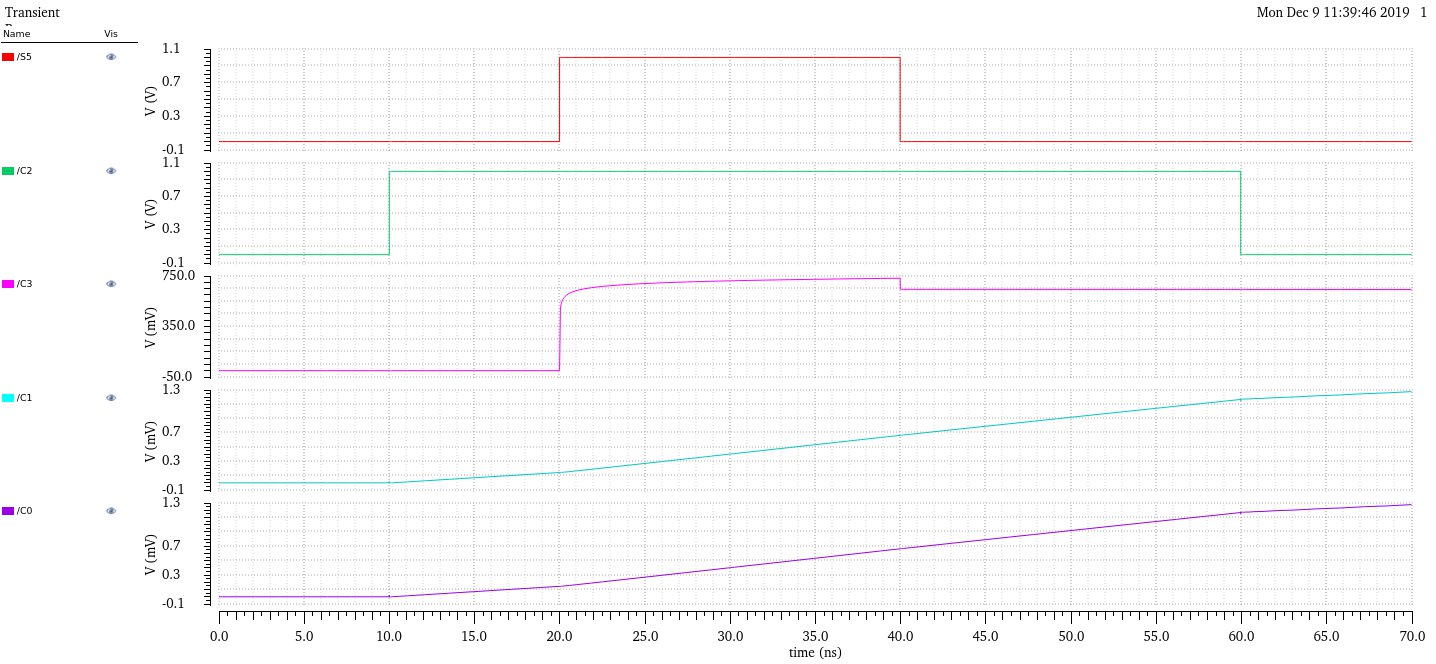 Transient
Mon Dec 9 11:39:46 2019 1
Name Vis
/S5
1.1
0.7
0.3
-0.1
V (V)
/C2
1.1
0.7
0.3
-0.1
V (V)
/C3
750.0
350.0
-50.0
V (mV)
/C1
1.3
0.7
0.3
-0.1
V (mV)
/C0
1.3
0.7
0.3
-0.1
V (mV)
0.0 5.0 10.0 15.0 20.0 25.0 30.0 35.0 40.0 45.0 50.0 55.0 60.0 65.0 70.0
time (ns)